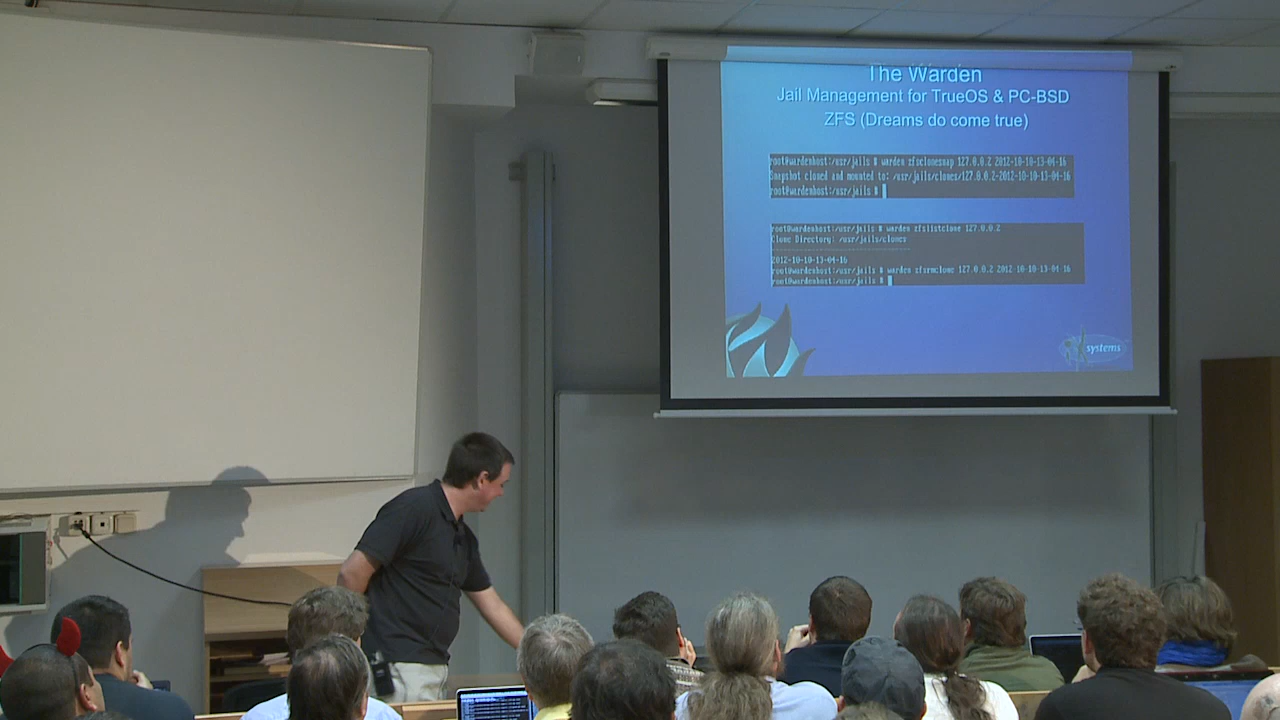 The Warden
Jail Management for TrueOS & PC-BSD
ZFS (Dreams do come true)
root@wardenhost:/usr/jails # warden zfsclonesnap 127.0.0.2 2012-10-10-13-04-16
Snapshot cloned and mounted to: /usr/jails/clones/127.0.0.2-2012-10-10-13-04-16
root@wardenhost:/usr/jails #
root@wardenhost:/usr/jails # warden zfslistclone 127.0.0.2
Clone Directory: /usr/jails/clones
-----------------------------------
2012-10-10-13-04-16
root@wardenhost:/usr/jails # warden zfsrmclone 127.0.0.2 2012-10-10-13-04-16
root@wardenhost:/usr/jails #
systems